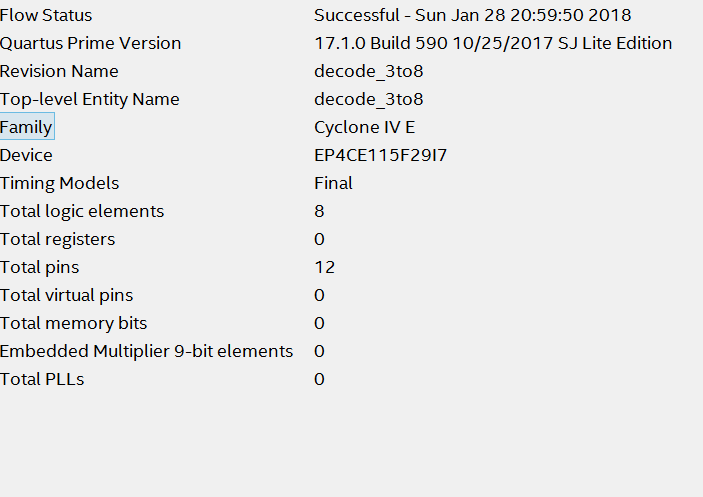 Flow Status Successful - Sun Jan 28 20:59:50 2018
Quartus Prime Version 17.1.0 Build 590 10/25/2017 SJ Lite Edition
Revision Name decode_3to8
Top-level Entity Name decode_3to8
Family Cyclone IV E
Device EP4CE115F29I7
Timing Models Final
Total logic elements 8
Total registers 0
Total pins 12
Total virtual pins 0
Total memory bits 0
Embedded Multiplier 9-bit elements 0
Total PLLs 0